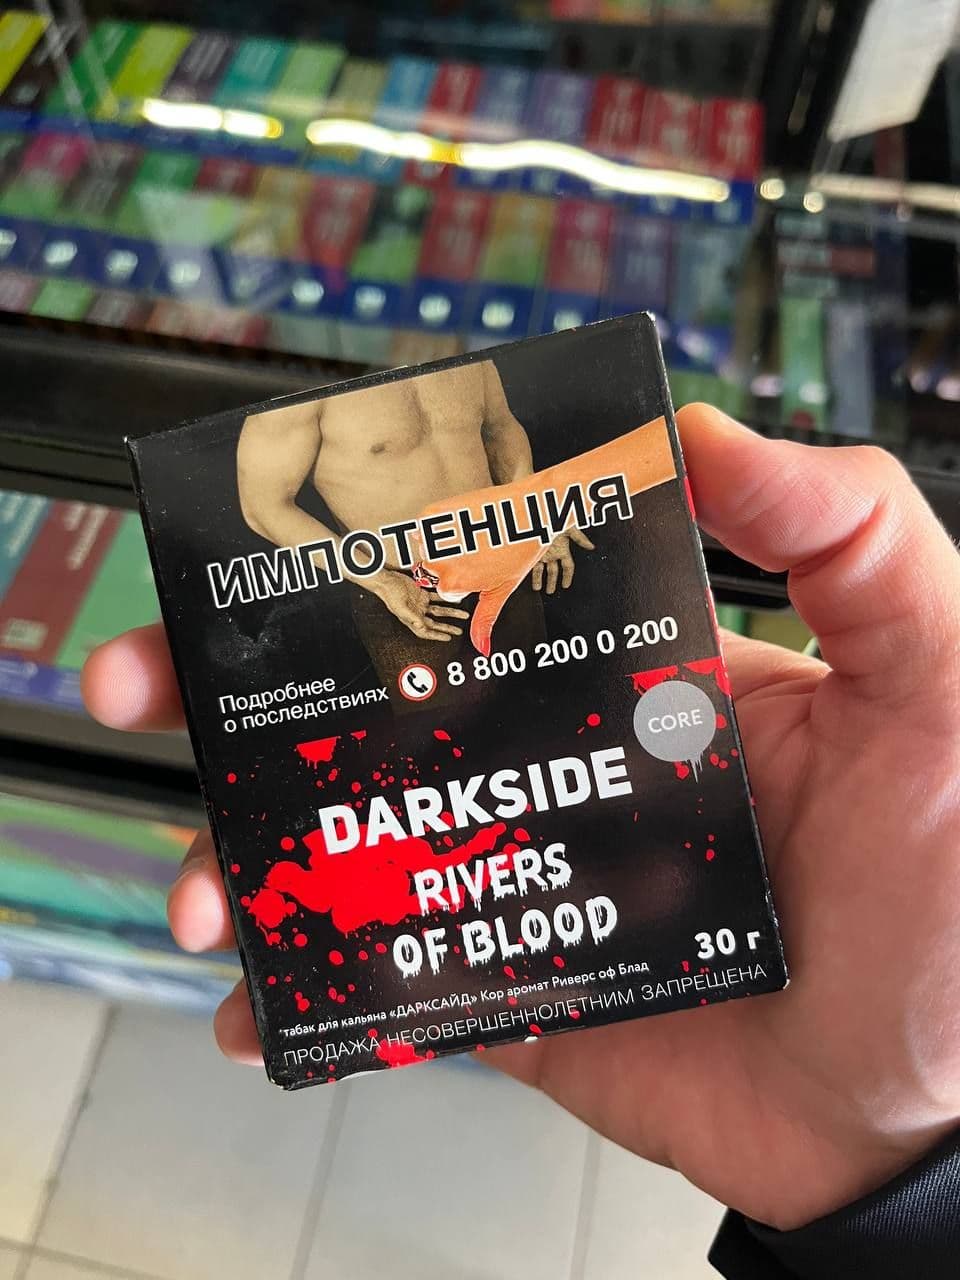 ИМПОТЕНЦИЯ
Подробнее
о последствиях 8 800 200 0 200
CORE
DARKSIDE
RIVERS
OF BLOOD
30 г
*табак для кальяна «ДАРКСАЙД» Кор аромат Риверс оф Блад
ПРОДАЖА НЕСОВЕРШЕННОЛЕТНИМ ЗАПРЕЩЕНА